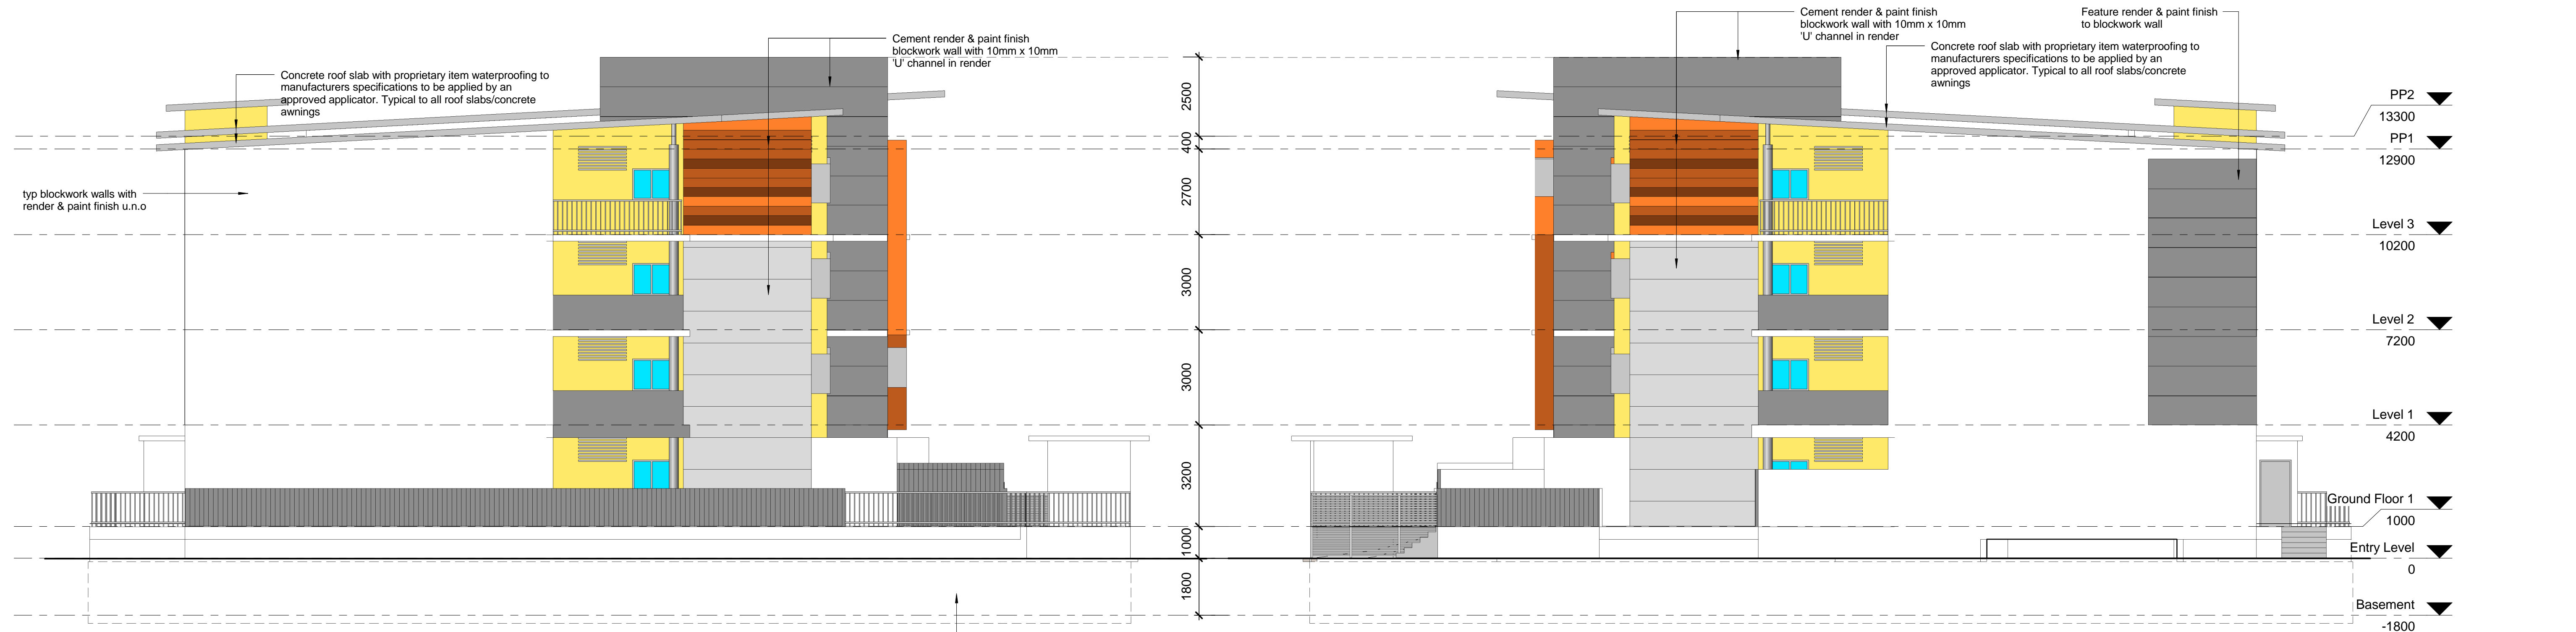 Cement render & paint finish
blockwork wall with 10mm x 10mm
'U' channel in render
Concrete roof slab with proprietary item waterproofing to
manufacturers specifications to be applied by an
approved applicator. Typical to all roof slabs/concrete
awnings
typ blockwork walls with
render & paint finish u.n.o
2500
400
2700
3000
3000
3200
1000
1800
Cement render & paint finish
blockwork wall with 10mm x 10mm
'U' channel in render
Feature render & paint finish
to blockwork wall
Concrete roof slab with proprietary item waterproofing to
manufacturers specifications to be applied by an
approved applicator. Typical to all roof slabs/concrete
awnings
PP2
13300
PP1
12900
Level 3
10200
Level 2
7200
Level 1
4200
Ground Floor 1
1000
Entry Level
0
Basement
-1800